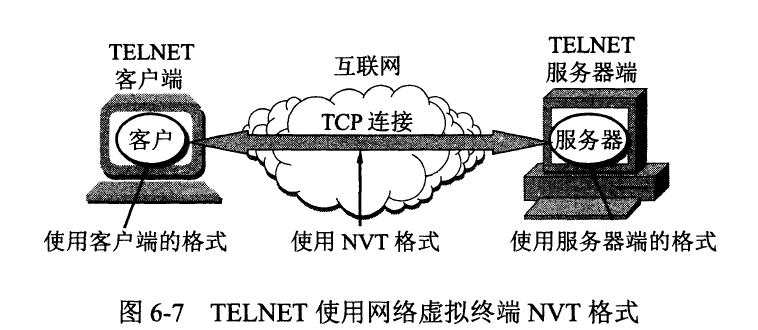 TELNET
客户端
互联网
TELNET
服务器端
客户
TCP 连接
服务器
使用客户端的格式
使用 NVT 格式
使用服务器端的格式
图 6-7 TELNET 使用网络虚拟终端 NVT 格式